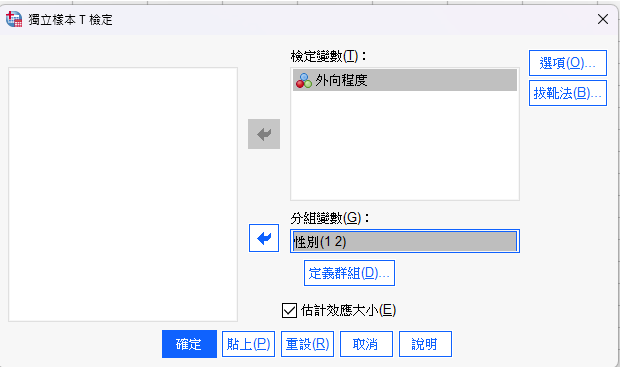 獨立樣本 T 檢定
檢定變數(T)：
外向程度
選項(O)...
拔靴法(B)...
分組變數(G)：
性別(1 2)
定義群組(D)...
估計效應大小(E)
確定 貼上(P) 重設(R) 取消 說明